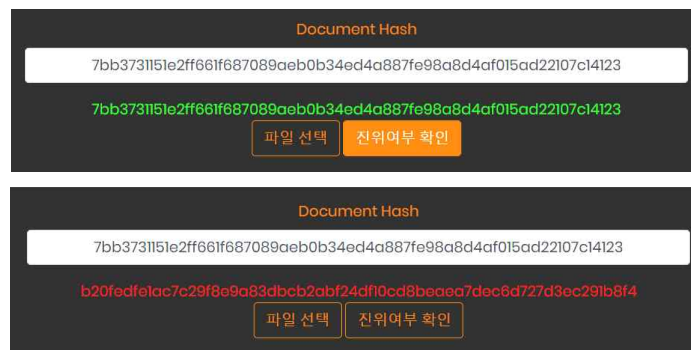 Document Hash
7bb3731151e2ff661f687089aeb0b34ed4a887fe98a8d4af015ad22107c14123
7bb3731151e2ff661f687089aeb0b34ed4a887fe98a8d4af015ad22107c14123
파일 선택 진위여부 확인
Document Hash
7bb3731151e2ff661f687089aeb0b34ed4a887fe98a8d4af015ad22107c14123
b20fedfe1ac7c29f8e9a83dbcb2abf24df10cd8beaea7dec6d727d3ec291b8f4
파일 선택 진위여부 확인